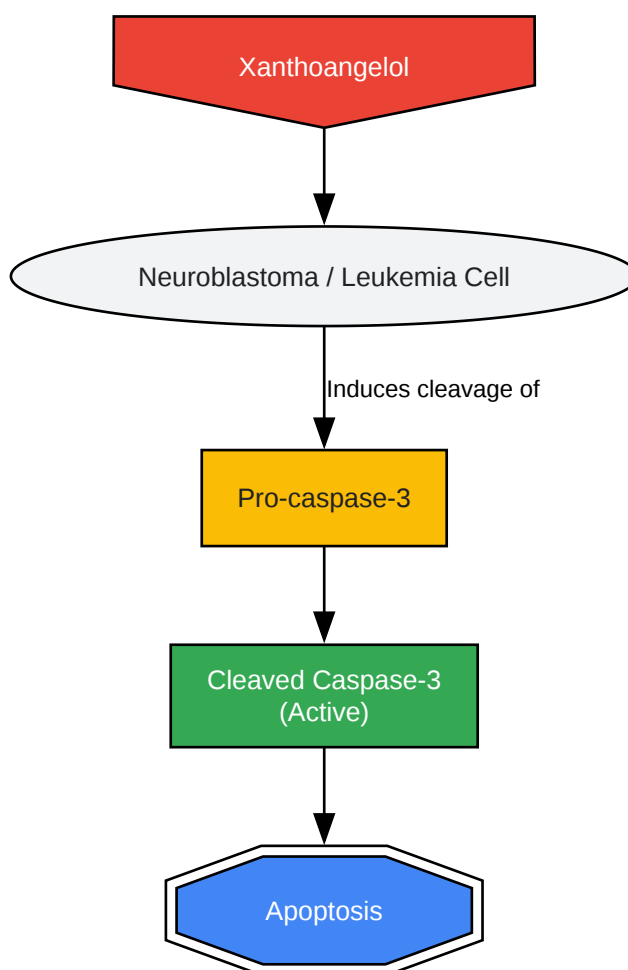 Xanthoangelol
Neuroblastoma / Leukemia Cell
Induces cleavage of
Pro-caspase-3
Cleaved Caspase-3
(Active)
Apoptosis